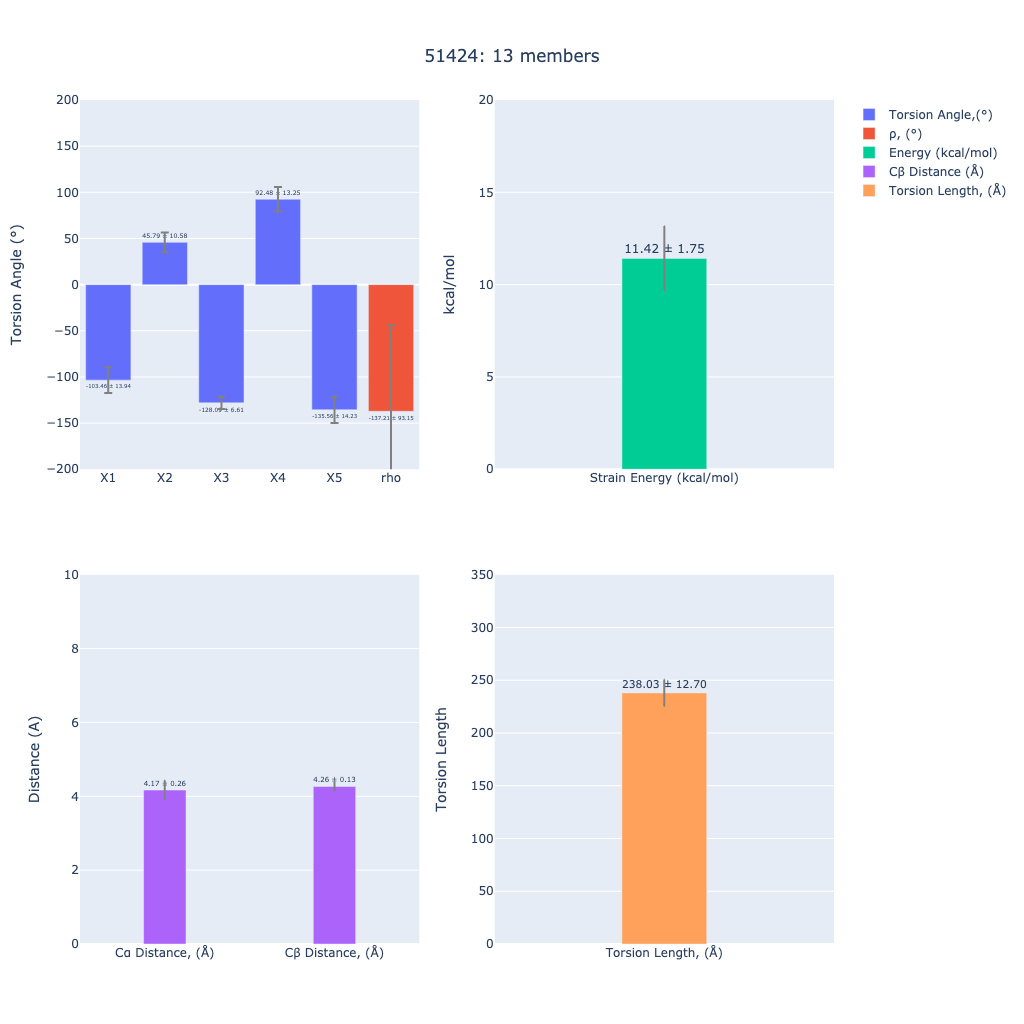 51424: 13 members
Torsion Angle (°)
200
150
100
50
0
−50
−100
−150
−200
-103.46 ± 13.94
45.79 ± 10.58
92.48 ± 13.25
-135.56 ± 14.23
-137.21 ± 93.15
X1 X2 X3 X4 X5 rho
kcal/mol
20
15
10
5
0
11.42 ± 1.75
Strain Energy (kcal/mol)
Torsion Angle,(°)
ρ, (°)
Energy (kcal/mol)
Cβ Distance (Å)
Torsion Length, (Å)
Distance (A)
10
8
6
4
2
0
4.17 ± 0.26
4.26 ± 0.13
Cα Distance, (Å) Cβ Distance, (Å)
Torsion Length
350
300
250
200
150
100
50
0
238.03 ± 12.70
Torsion Length, (Å)